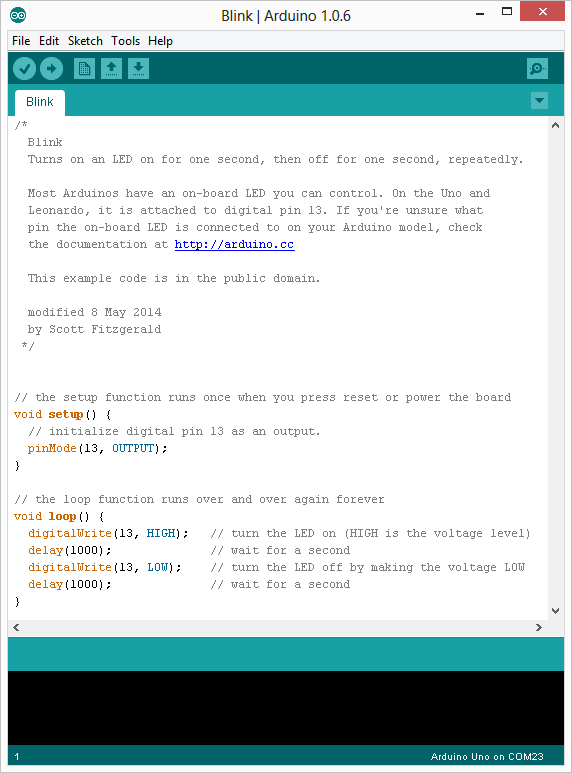 Blink | Arduino 1.0.6
File Edit Sketch Tools Help
Blink
/*
  Blink
  Turns on an LED on for one second, then off for one second, repeatedly.

  Most Arduinos have an on-board LED you can control. On the Uno and
  Leonardo, it is attached to digital pin 13. If you're unsure what
  pin the on-board LED is connected to on your Arduino model, check
  the documentation at http://arduino.cc

  This example code is in the public domain.

  modified 8 May 2014
  by Scott Fitzgerald
 */


// the setup function runs once when you press reset or power the board
void setup() {
  // initialize digital pin 13 as an output.
  pinMode(13, OUTPUT);
}

// the loop function runs over and over again forever
void loop() {
  digitalWrite(13, HIGH);   // turn the LED on (HIGH is the voltage level)
  delay(1000);              // wait for a second
  digitalWrite(13, LOW);    // turn the LED off by making the voltage LOW
  delay(1000);              // wait for a second
}
1 Arduino Uno on COM23